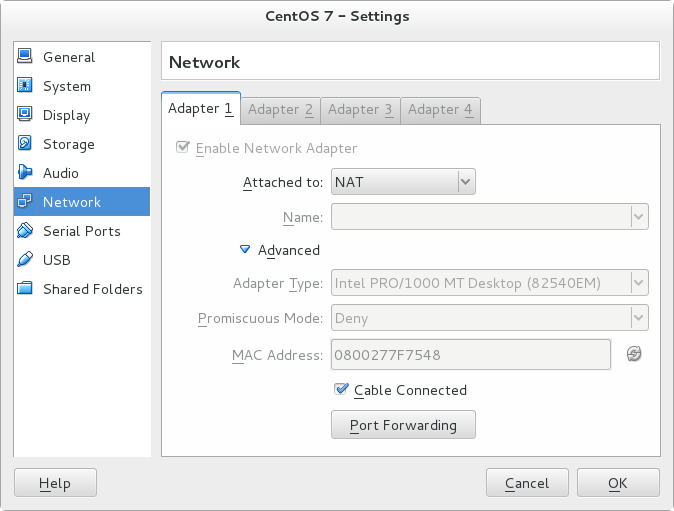 CentOS 7 – Settings
General
System
Display
Storage
Audio
Network
Serial Ports
USB
Shared Folders
Network
Adapter 1 Adapter 2 Adapter 3 Adapter 4
Enable Network Adapter
Attached to: NAT
Name:
Advanced
Adapter Type: Intel PRO/1000 MT Desktop (82540EM)
Promiscuous Mode: Deny
MAC Address: 0800277F7548
Cable Connected
Port Forwarding
Help Cancel OK